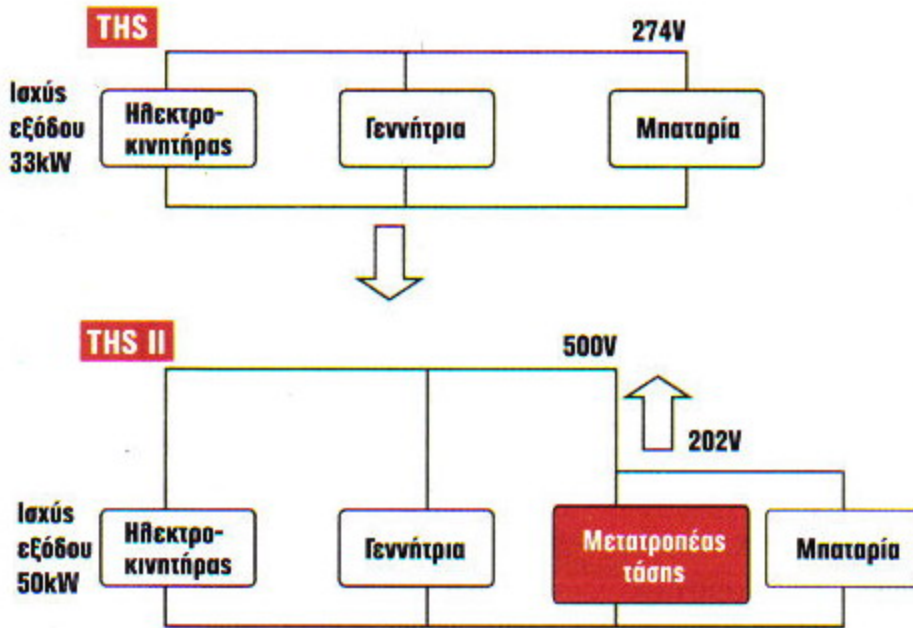 THS
274V
Ισχύς
εξόδου
33kW
Ηλεκτρο-
κινητήρας
Γεννήτρια
Μπαταρία
THS II
500V
202V
Ισχύς
εξόδου
50kW
Ηλεκτρο-
κινητήρας
Γεννήτρια
Μετατροπέας
τάσης
Μπαταρία